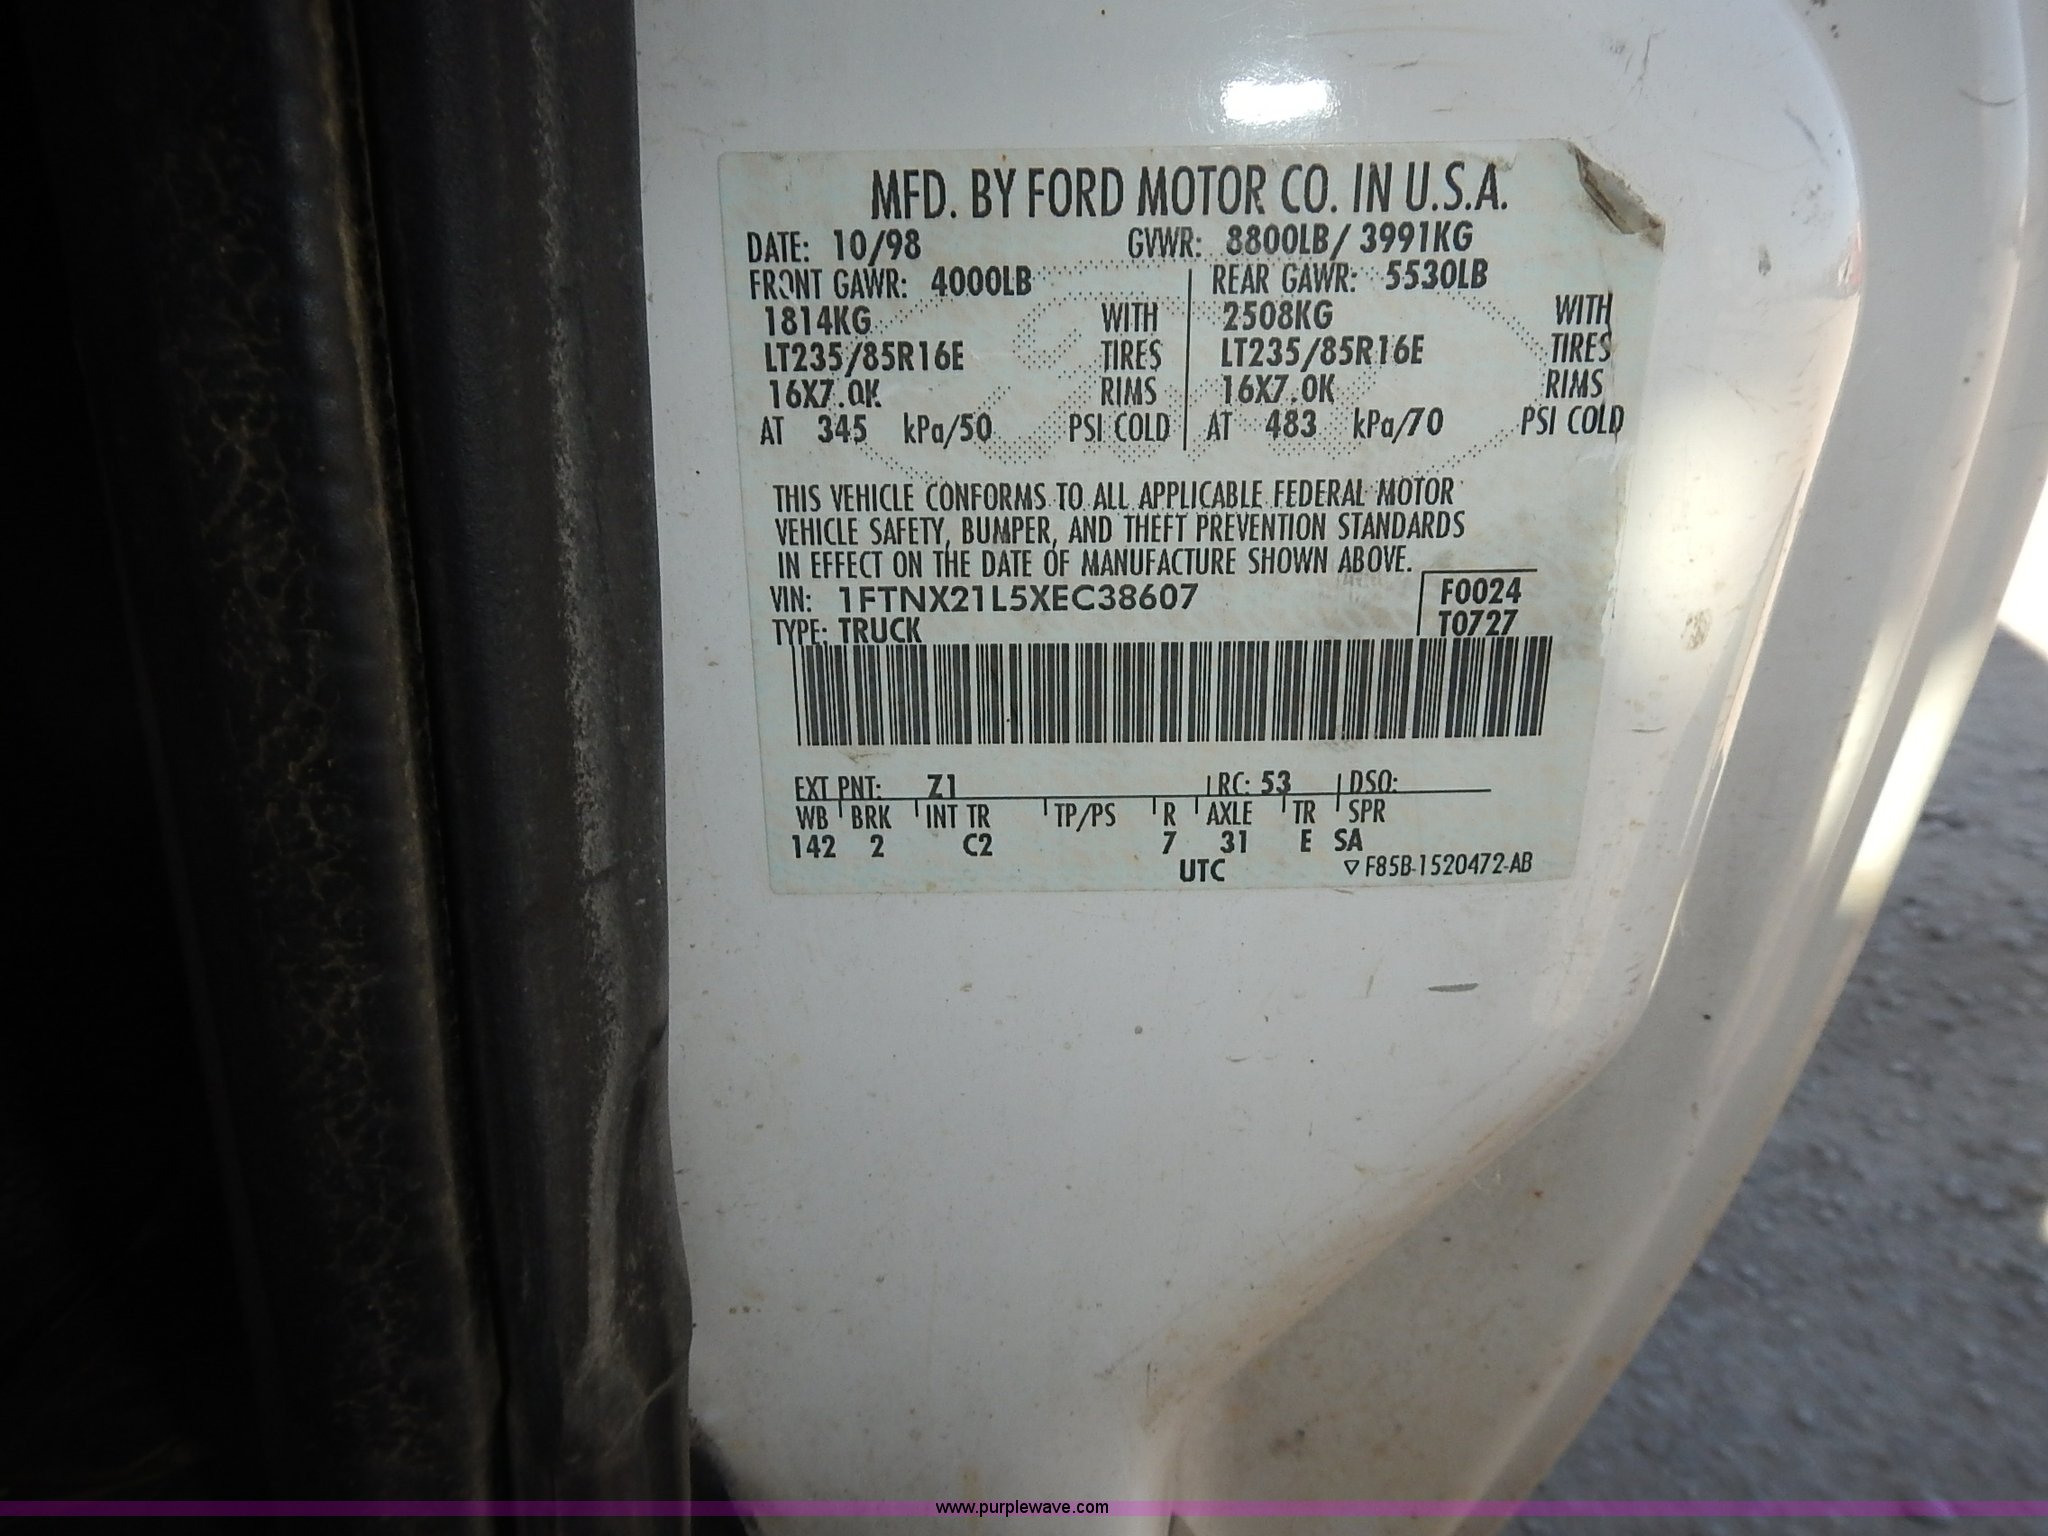 MFD. BY FORD MOTOR CO. IN U.S.A.
DATE: 10/98 GVWR: 8800LB/ 3991KG
FRONT GAWR: 4000LB REAR GAWR: 5530LB
1814KG WITH 2508KG WITH
LT235/85R16E TIRES LT235/85R16E TIRES
16X7.0K RIMS 16X7.0K RIMS
AT 345 kPa/50 PSI COLD AT 483 kPa/70 PSI COLD
THIS VEHICLE CONFORMS TO ALL APPLICABLE FEDERAL MOTOR
VEHICLE SAFETY, BUMPER, AND THEFT PREVENTION STANDARDS
IN EFFECT ON THE DATE OF MANUFACTURE SHOWN ABOVE.
VIN: 1FTNX21L5XEC38607 F0024
TYPE: TRUCK T0727
EXT PNT: Z1 RC: 53 DSO:
WB BRK INT TR TP/PS R AXLE TR SPR
142 2 C2 7 31 E SA
UTC F85B-1520472-AB
www.purplewave.com